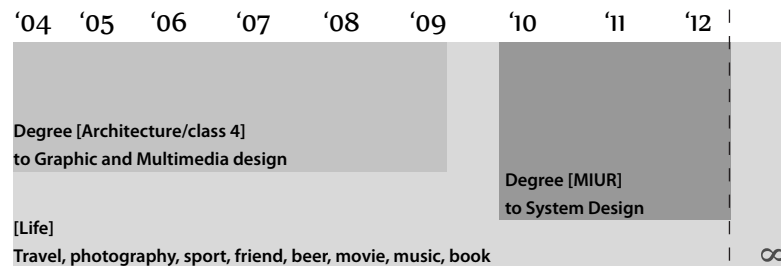 ‘04 ‘05 ‘06 ‘07 ‘08 ‘09 ‘10 ‘11 ‘12
Degree [Architecture/class 4]
to Graphic and Multimedia design
Degree [MIUR]
to System Design
[Life]
Travel, photography, sport, friend, beer, movie, music, book
∞